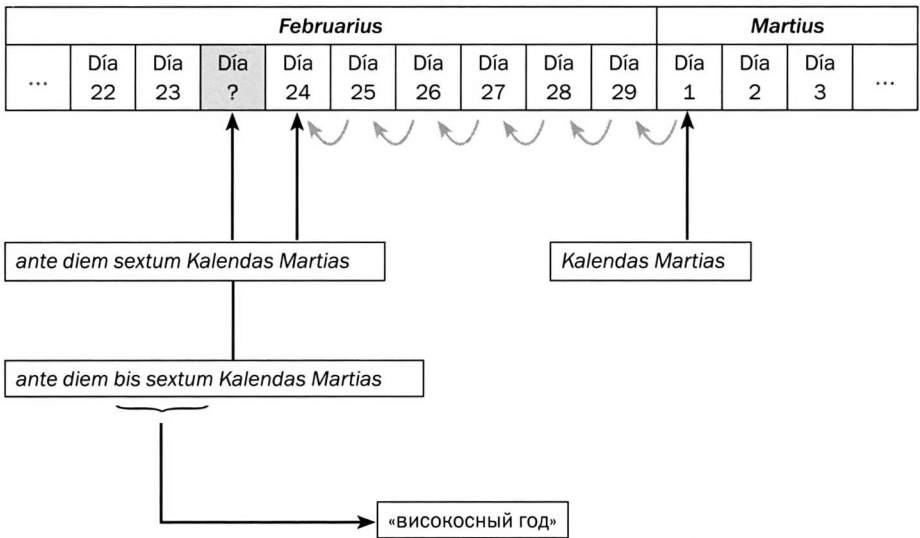 Februarius Martius
... Día 22 Día 23 Día ? Día 24 Día 25 Día 26 Día 27 Día 28 Día 29 Día 1 Día 2 Día 3 ...
ante diem sextum Kalendas Martias Kalendas Martias
ante diem bis sextum Kalendas Martias
«високосный год»